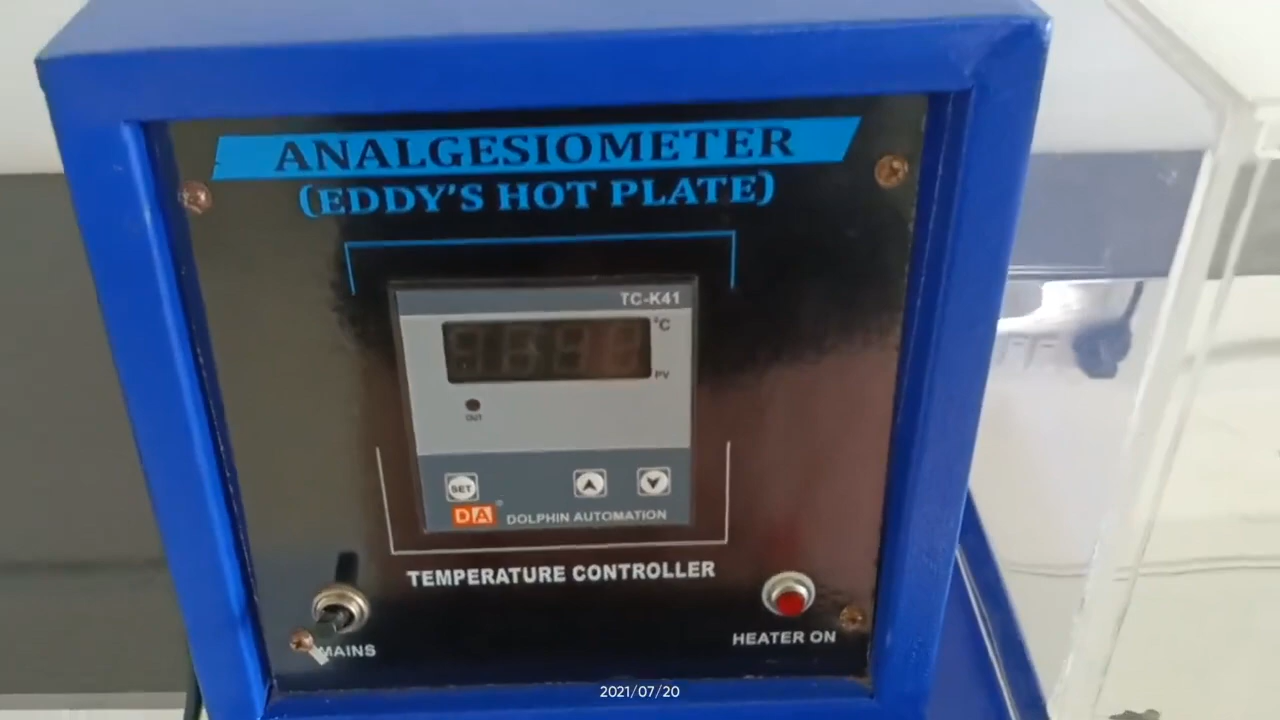 ANALGESIOMETER
(EDDY'S HOT PLATE)
TC-K41
°C
PV
OUT
SET
DA® DOLPHIN AUTOMATION
TEMPERATURE CONTROLLER
MAINS
HEATER ON
2021/07/20